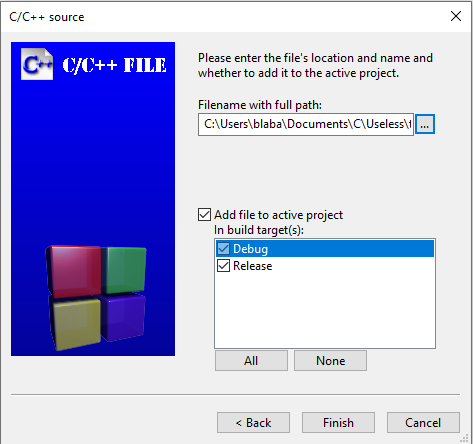 C/C++ source
C/C++ FILE
Please enter the file's location and name and
whether to add it to the active project.
Filename with full path:
C:\Users\blaba\Documents\C\Useless\t
...
Add file to active project
In build target(s):
Debug
Release
All
None
< Back
Finish
Cancel